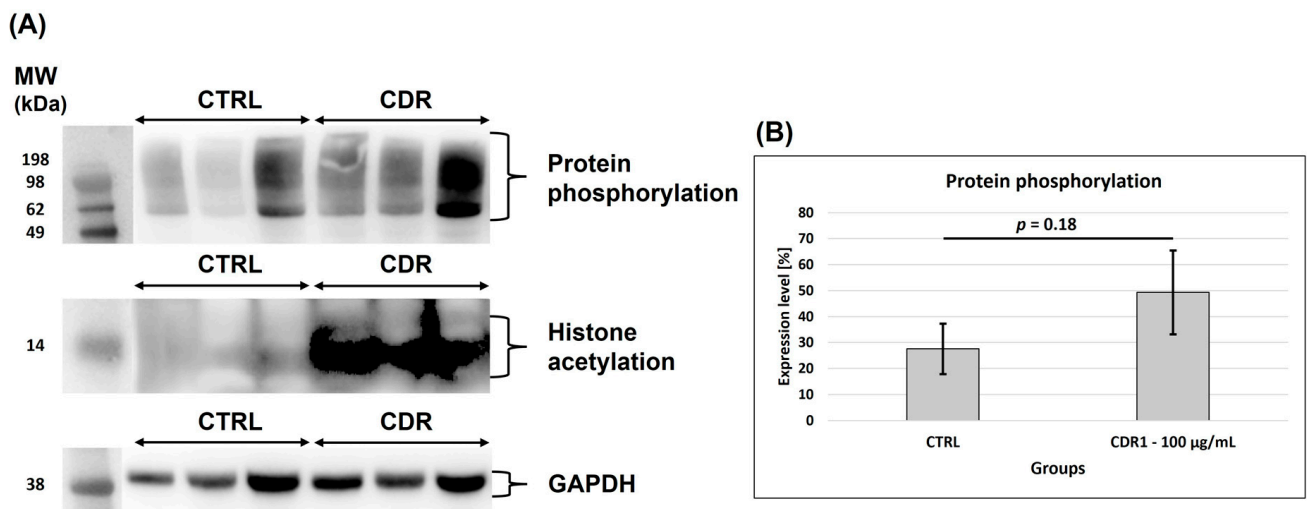 (A)
MW
(kDa)
CTRL CDR
198
98
62
49
Protein
phosphorylation
CTRL CDR
14
Histone
acetylation
CTRL CDR
38
GAPDH
(B)
Protein phosphorylation
Expression level [%]
80
70
60
50
40
30
20
10
0
p = 0.18
CTRL CDR1 - 100 µg/mL
Groups